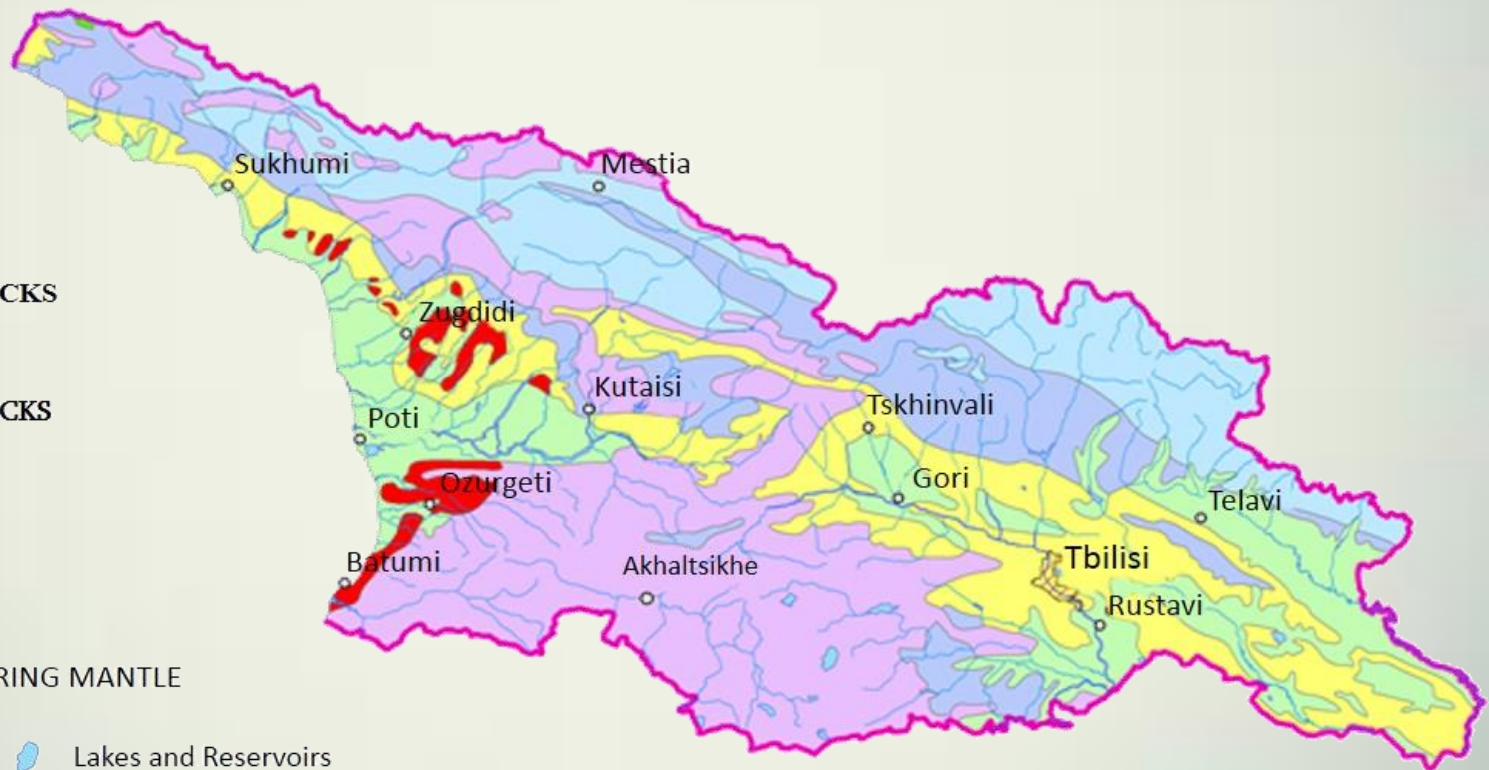 Sukhumi
Mestia
CKS
Zugdidi
Kutaisi
CKS
Poti
Tskhinvali
Ozurgeti
Gori
Telavi
Batumi
Akhaltsikhe
Tbilisi
Rustavi
RING MANTLE
Lakes and Reservoirs